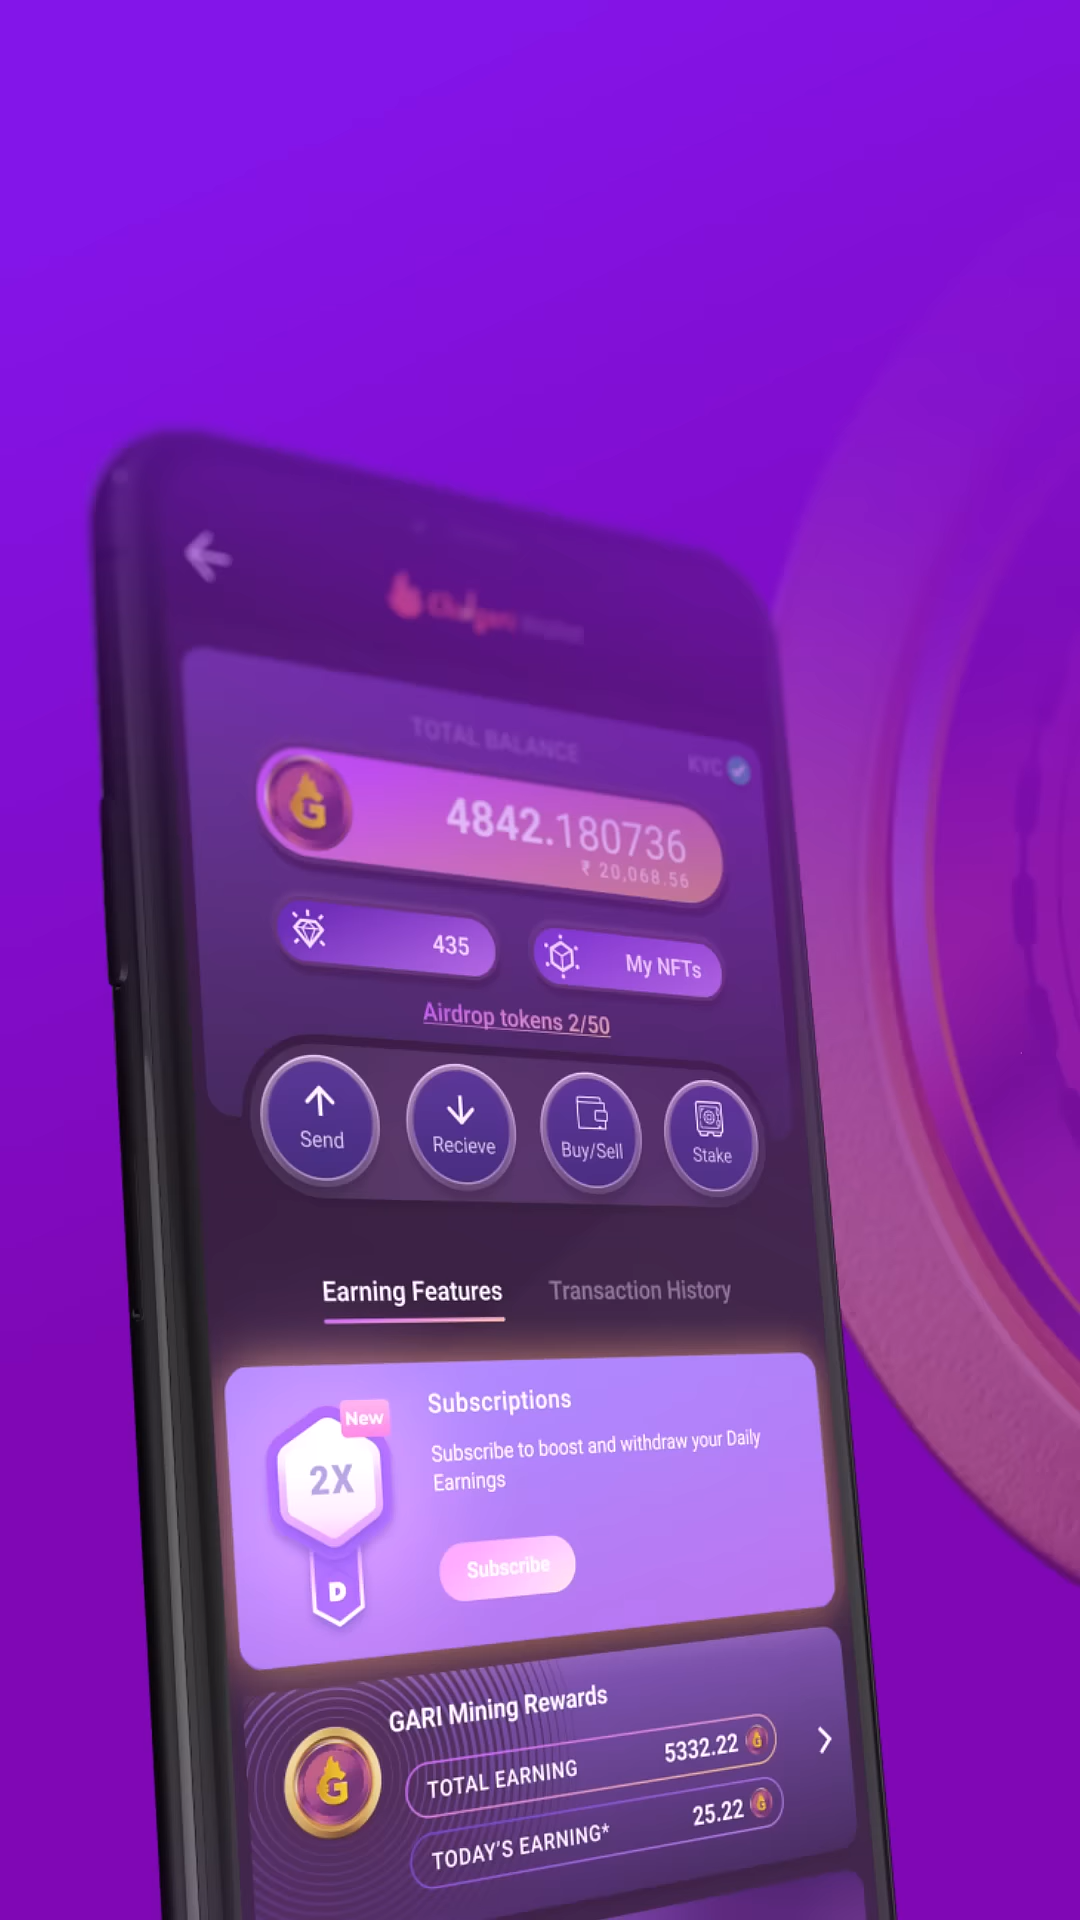 Chingari Wallet
TOTAL BALANCE
KYC
G
4842.180736
₹ 20,068.56
435
My NFTs
Airdrop tokens 2/50
Send
Recieve
Buy/Sell
Stake
Earning Features
Transaction History
New
2X
D
Subscriptions
Subscribe to boost and withdraw your Daily
Earnings
Subscribe
GARI Mining Rewards
G
TOTAL EARNING
5332.22
G
TODAY'S EARNING*
25.22
G